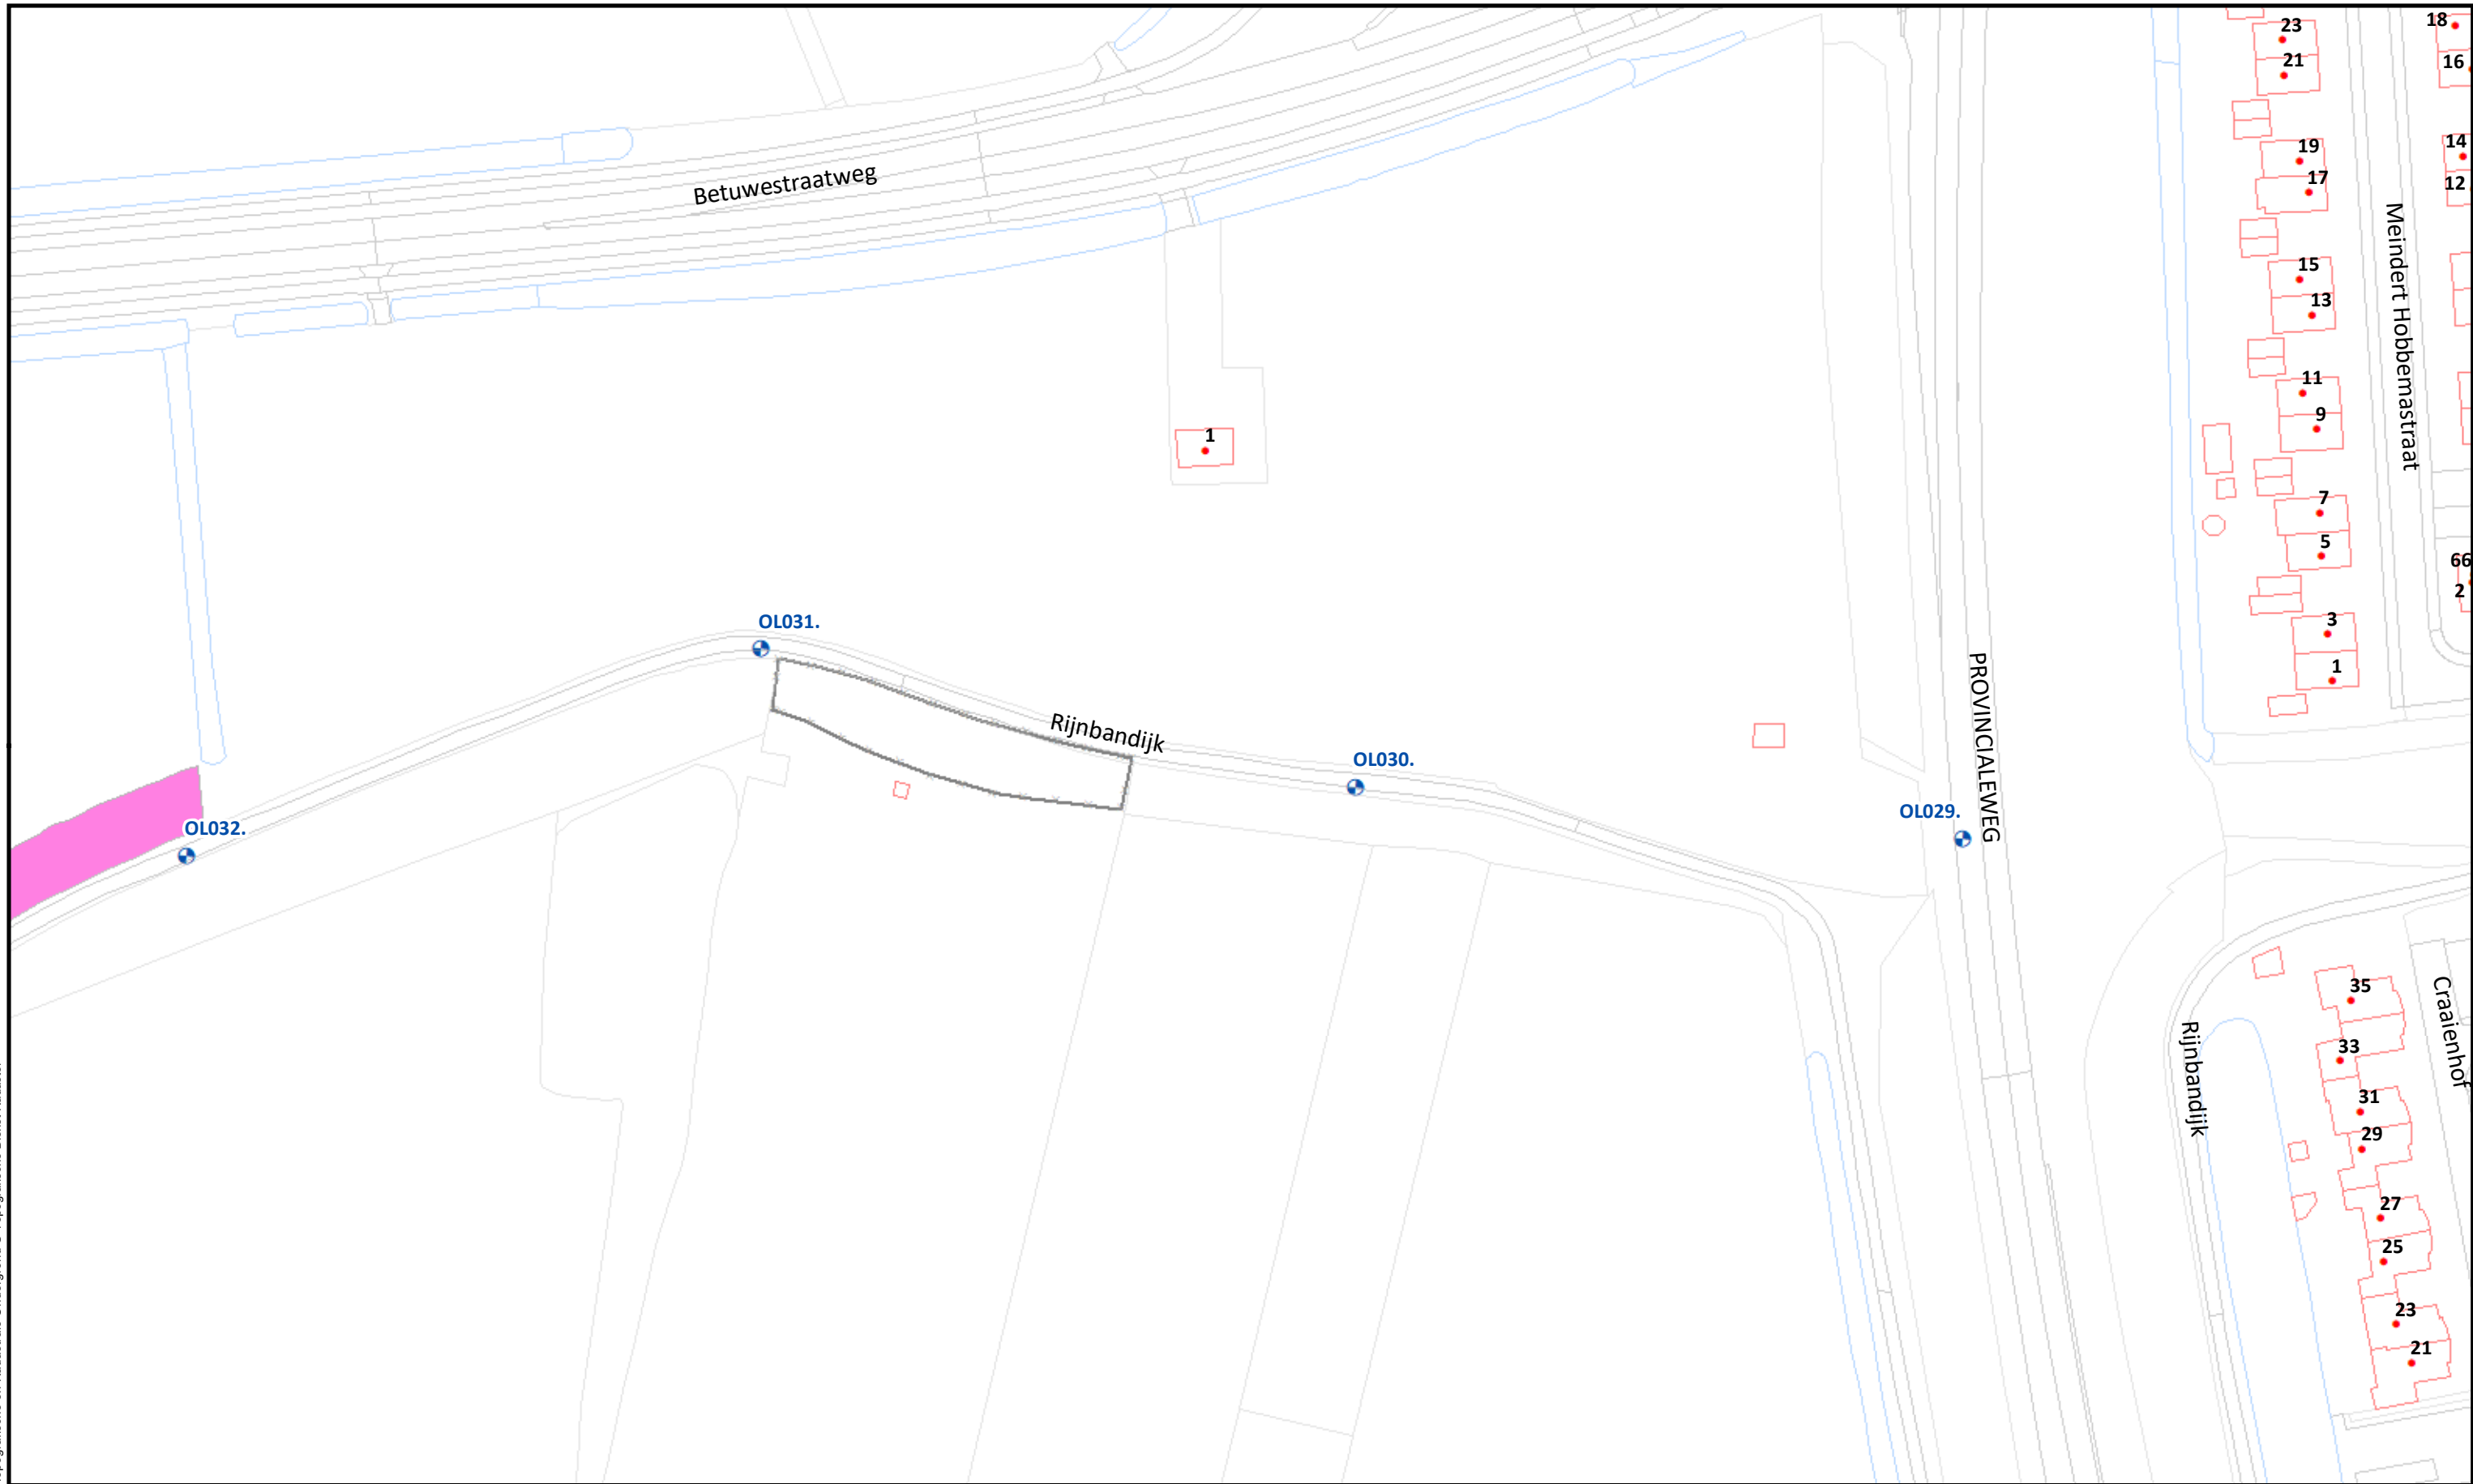 18
23
21
16
Betuwestraatweg
19
14
17
12
Meindert Hobbemastraat
15
13
11
9
1
7
5
66
2
OL031.
3
1
Rijnbandijk
PROVINCIALEWEG
OL030.
OL029.
OL032.
35
Craaienhof
Rijnbandijk
33
31
29
27
25
23
21